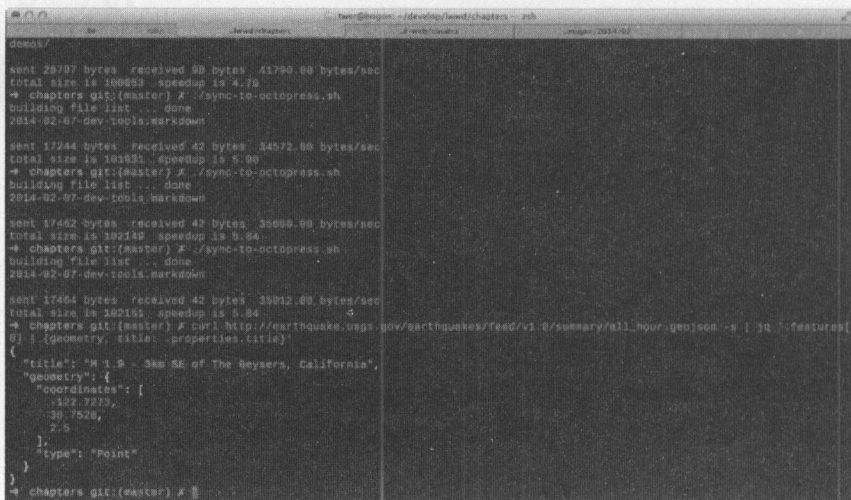 twer@bogon: ~/develop/lwwd/chapters — zsh
..lwwd/chapters
demos/
sent 20797 bytes received 98 bytes 41790.00 bytes/sec
total size is 100053 speedup is 4.79
➜ chapters git:(master) ✗ ./sync-to-octopress.sh
building file list ... done
2014-02-07-dev-tools.markdown
sent 17244 bytes received 42 bytes 34572.00 bytes/sec
total size is 101931 speedup is 5.90
➜ chapters git:(master) ✗ ./sync-to-octopress.sh
building file list ... done
2014-02-07-dev-tools.markdown
sent 17462 bytes received 42 bytes 35008.00 bytes/sec
total size is 102149 speedup is 5.84
➜ chapters git:(master) ✗ ./sync-to-octopress.sh
building file list ... done
2014-02-07-dev-tools.markdown
sent 17464 bytes received 42 bytes 35012.00 bytes/sec
total size is 102151 speedup is 5.84
➜ chapters git:(master) ✗ curl http://earthquake.usgs.gov/earthquakes/feed/v1.0/summary/all_hour.geojson -s | jq '.features[
0] | {geometry, title: .properties.title}'
{
"title": "M 1.9 - 3km SE of The Geysers, California",
"geometry": {
"coordinates": [
-122.7273,
38.7528,
2.5
],
"type": "Point"
}
}
➜ chapters git:(master) ✗